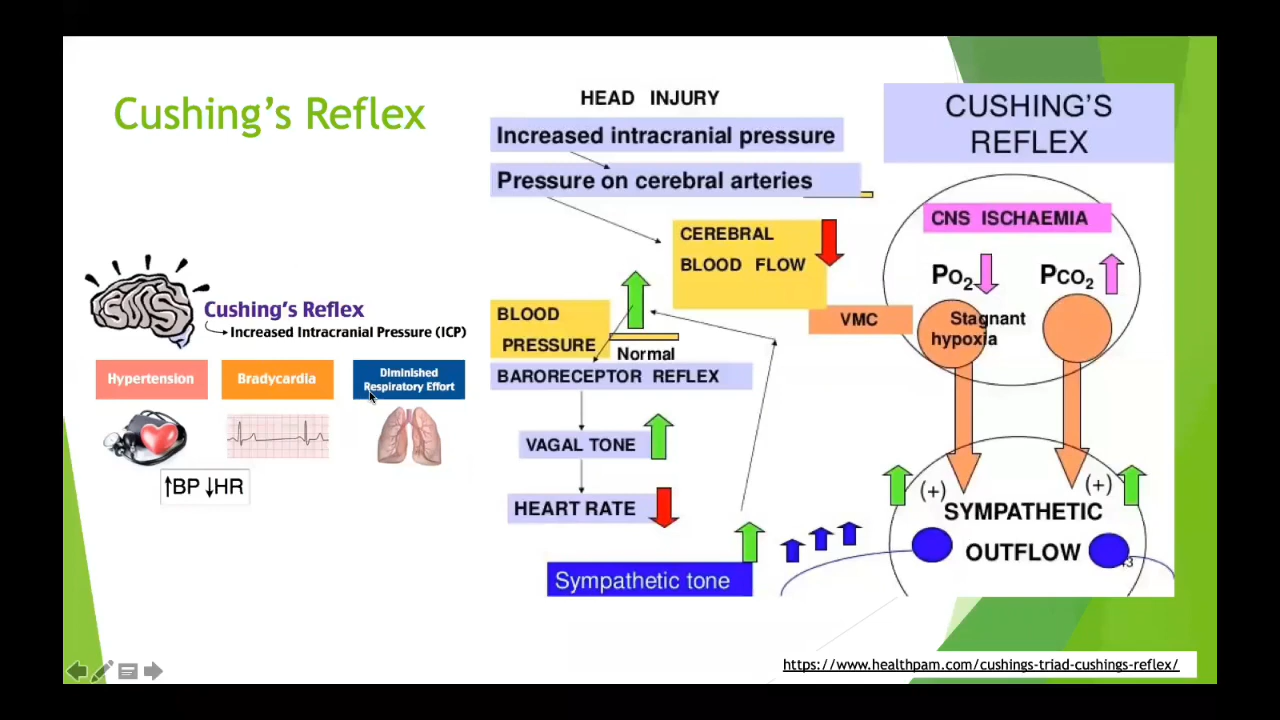 Cushing's Reflex
Cushing's Reflex
Increased Intracranial Pressure (ICP)
Hypertension
Bradycardia
Diminished
Respiratory Effort
↑BP ↓HR
HEAD INJURY
Increased intracranial pressure
Pressure on cerebral arteries
CEREBRAL
BLOOD FLOW
BLOOD
PRESSURE
Normal
BARORECEPTOR REFLEX
VAGAL TONE
HEART RATE
Sympathetic tone
CUSHING'S
REFLEX
CNS ISCHAEMIA
PO₂
PCO₂
VMC
Stagnant
hypoxia
(+)
(+)
SYMPATHETIC
OUTFLOW
https://www.healthpam.com/cushings-triad-cushings-reflex/